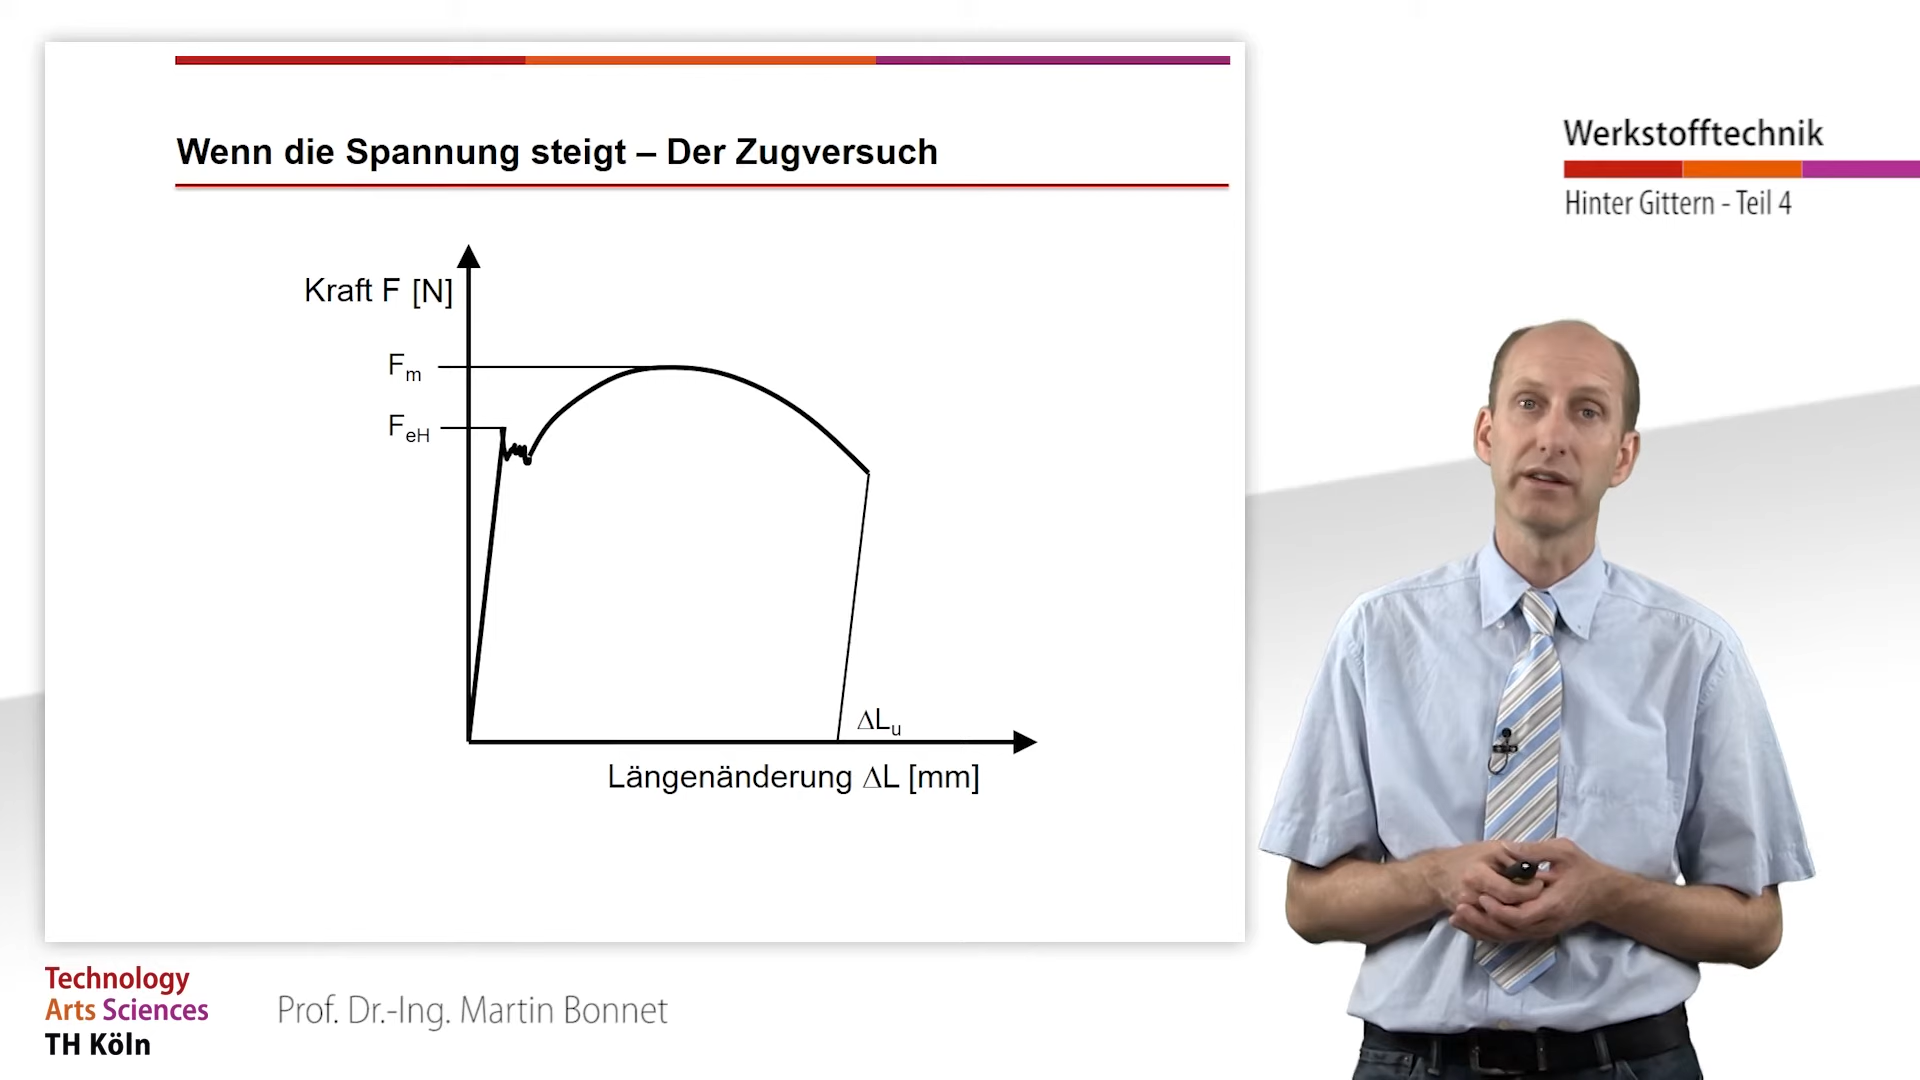 Wenn die Spannung steigt – Der Zugversuch
Kraft F [N]
Fm
FeH
ΔLu
Längenänderung ΔL [mm]
Werkstofftechnik
Hinter Gittern - Teil 4
Technology
Arts Sciences
TH Köln
Prof. Dr.-Ing. Martin Bonnet